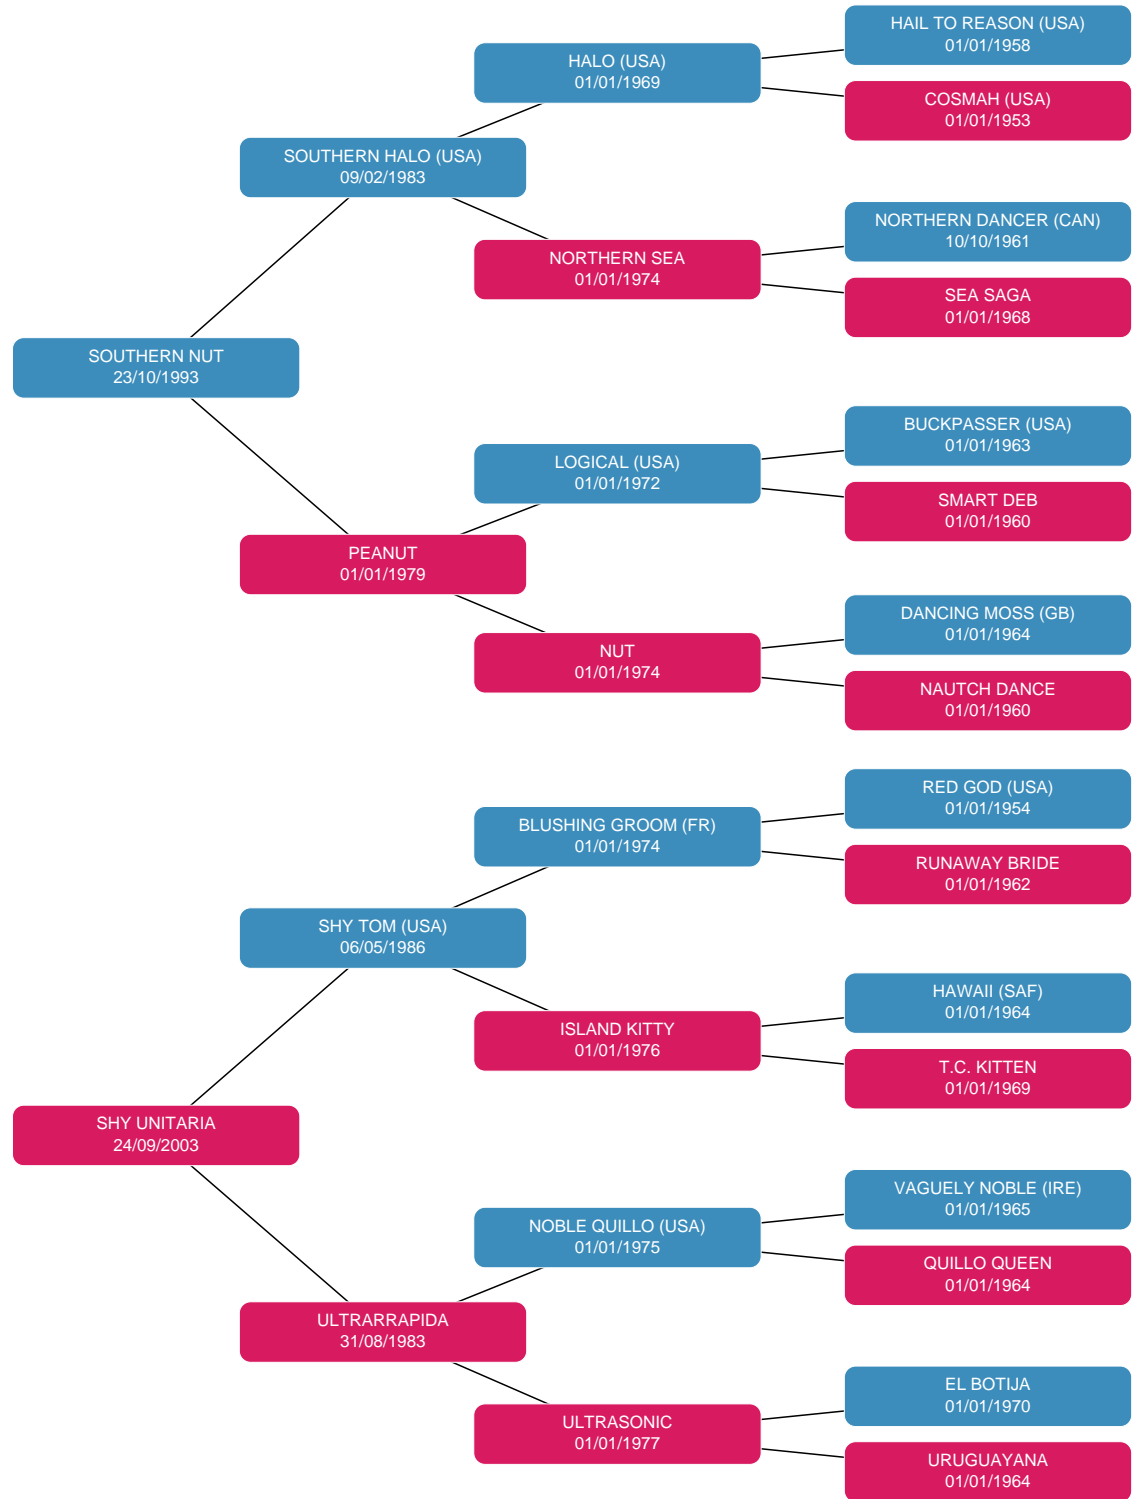 HAIL TO REASON (USA)
01/01/1958
HALO (USA)
01/01/1969
COSMAH (USA)
01/01/1953
SOUTHERN HALO (USA)
09/02/1983
NORTHERN DANCER (CAN)
10/10/1961
NORTHERN SEA
01/01/1974
SEA SAGA
01/01/1968
SOUTHERN NUT
23/10/1993
BUCKPASSER (USA)
01/01/1963
LOGICAL (USA)
01/01/1972
SMART DEB
01/01/1960
PEANUT
01/01/1979
DANCING MOSS (GB)
01/01/1964
NUT
01/01/1974
NAUTCH DANCE
01/01/1960
RED GOD (USA)
01/01/1954
BLUSHING GROOM (FR)
01/01/1974
RUNAWAY BRIDE
01/01/1962
SHY TOM (USA)
06/05/1986
HAWAII (SAF)
01/01/1964
ISLAND KITTY
01/01/1976
T.C. KITTEN
01/01/1969
SHY UNITARIA
24/09/2003
VAGUELY NOBLE (IRE)
01/01/1965
NOBLE QUILLO (USA)
01/01/1975
QUILLO QUEEN
01/01/1964
ULTRARRAPIDA
31/08/1983
EL BOTIJA
01/01/1970
ULTRASONIC
01/01/1977
URUGUAYANA
01/01/1964